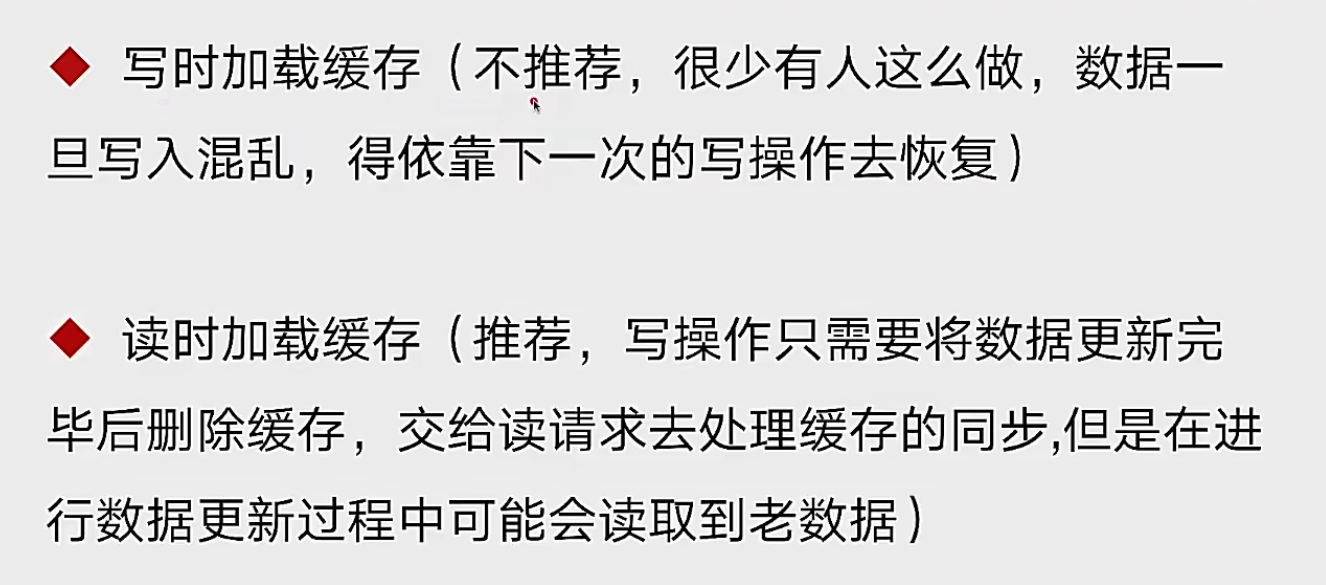 ◆ 写时加载缓存（不推荐，很少有人这么做，数据一
旦写入混乱，得依靠下一次的写操作去恢复）
◆ 读时加载缓存（推荐，写操作只需要将数据更新完
毕后删除缓存，交给读请求去处理缓存的同步,但是在进
行数据更新过程中可能会读取到老数据）